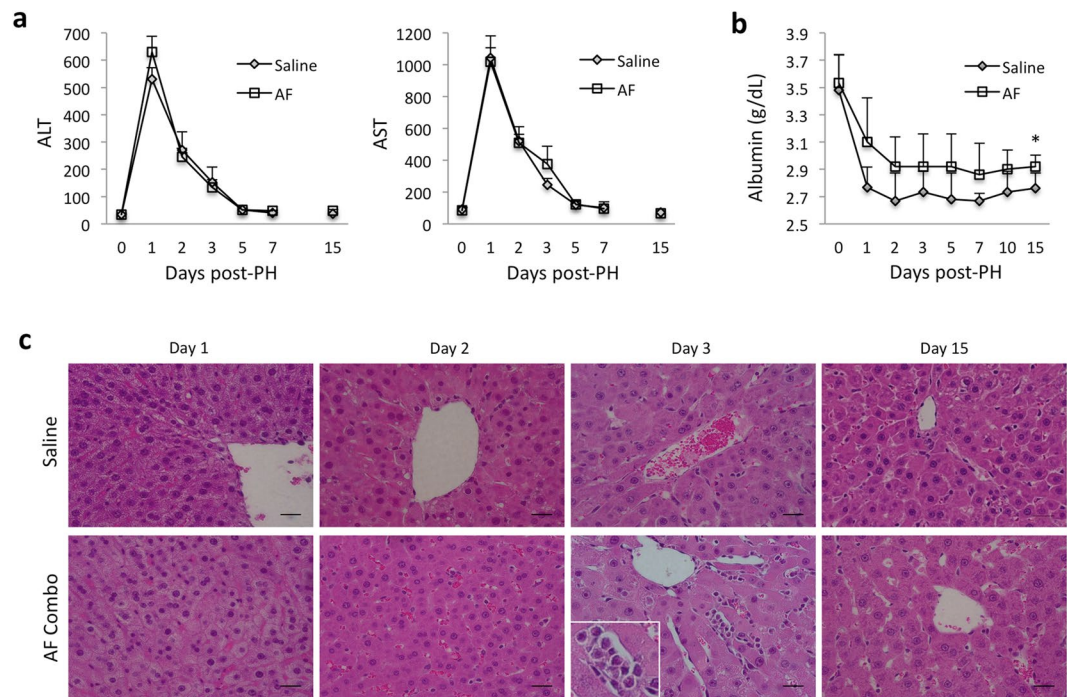 a
700
600
500
400
300
200
100
0
ALT
0 1 2 3 5 7 15
Days post-PH
Saline
AF
1200
1000
800
600
400
200
0
AST
0 1 2 3 5 7 15
Days post-PH
Saline
AF
b
3.9
3.7
3.5
3.3
3.1
2.9
2.7
2.5
Albumin (g/dL)
0 1 2 3 5 7 10 15
Days post-PH
Saline
AF
*
c
Day 1 Day 2 Day 3 Day 15
Saline
AF Combo